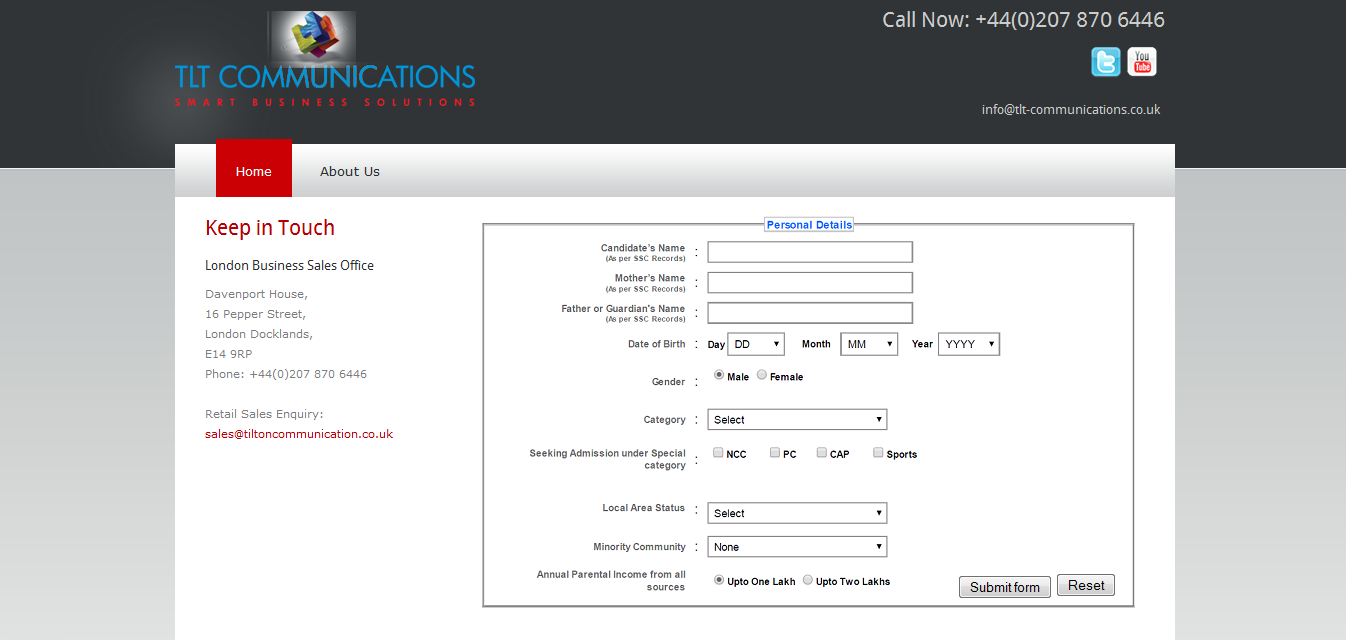 Call Now: +44(0)207 870 6446
You
Tube
TLT COMMUNICATIONS
SMART BUSINESS SOLUTIONS
info@tlt-communications.co.uk
Home About Us
Keep in Touch
London Business Sales Office
Davenport House,
16 Pepper Street,
London Docklands,
E14 9RP
Phone: +44(0)207 870 6446
Retail Sales Enquiry:
sales@tiltoncommunication.co.uk
Personal Details
Candidate's Name :
(As per SSC Records)
Mother's Name :
(As per SSC Records)
Father or Guardian's Name :
(As per SSC Records)
Date of Birth : Day DD Month MM Year YYYY
Gender : Male Female
Category : Select
Seeking Admission under Special
category : NCC PC CAP Sports
Local Area Status : Select
Minority Community : None
Annual Parental Income from all
sources Upto One Lakh Upto Two Lakhs
Submit form Reset